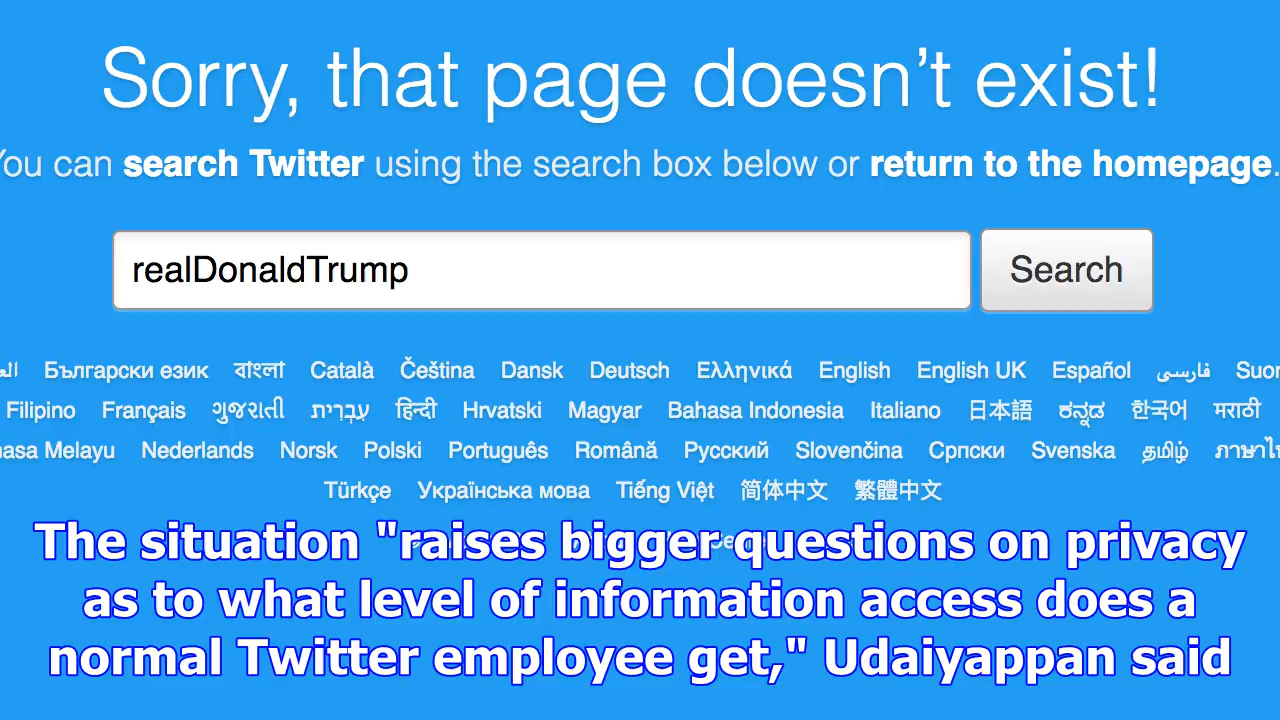 Sorry, that page doesn't exist!
You can search Twitter using the search box below or return to the homepage.
realDonaldTrump Search
Български език বাংলা Català Čeština Dansk Deutsch Ελληνικά English English UK Español فارسی
Filipino Français ગુજરાતી עִבְרִית हिन्दी Hrvatski Magyar Bahasa Indonesia Italiano 日本語 ಕನ್ನಡ 한국어 मराठी
Melayu Nederlands Norsk Polski Português Română Русский Slovenčina Српски Svenska தமிழ்
Türkçe Українська мова Tiếng Việt 简体中文 繁體中文
The situation "raises bigger questions on privacy
as to what level of information access does a
normal Twitter employee get," Udaiyappan said